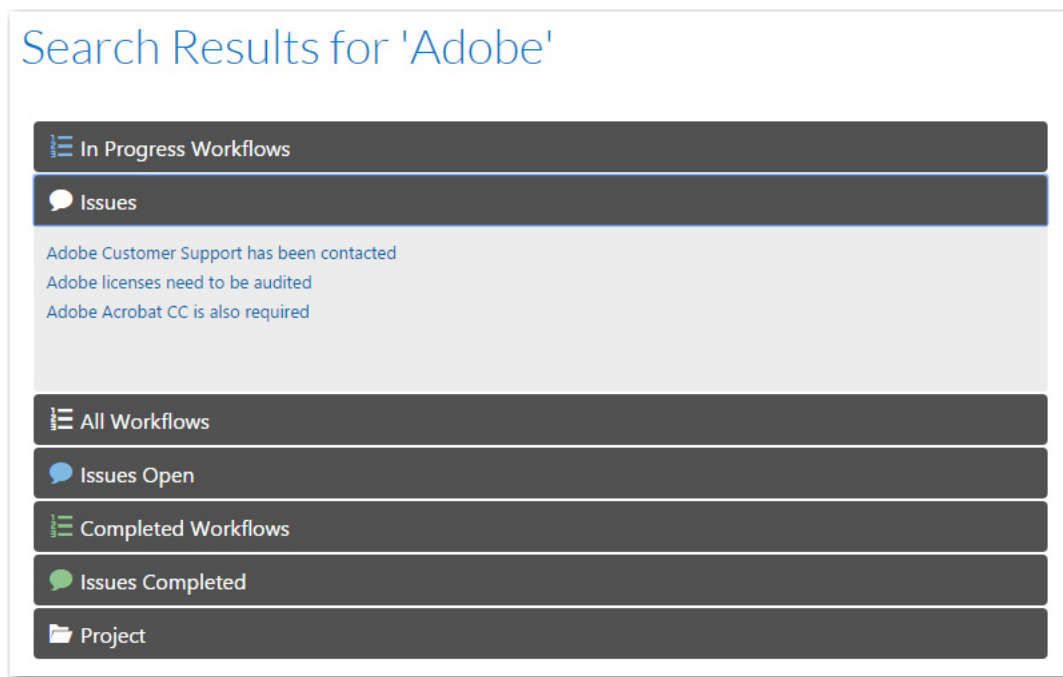 Search Results for 'Adobe'
In Progress Workflows
Issues
Adobe Customer Support has been contacted
Adobe licenses need to be audited
Adobe Acrobat CC is also required
All Workflows
Issues Open
Completed Workflows
Issues Completed
Project